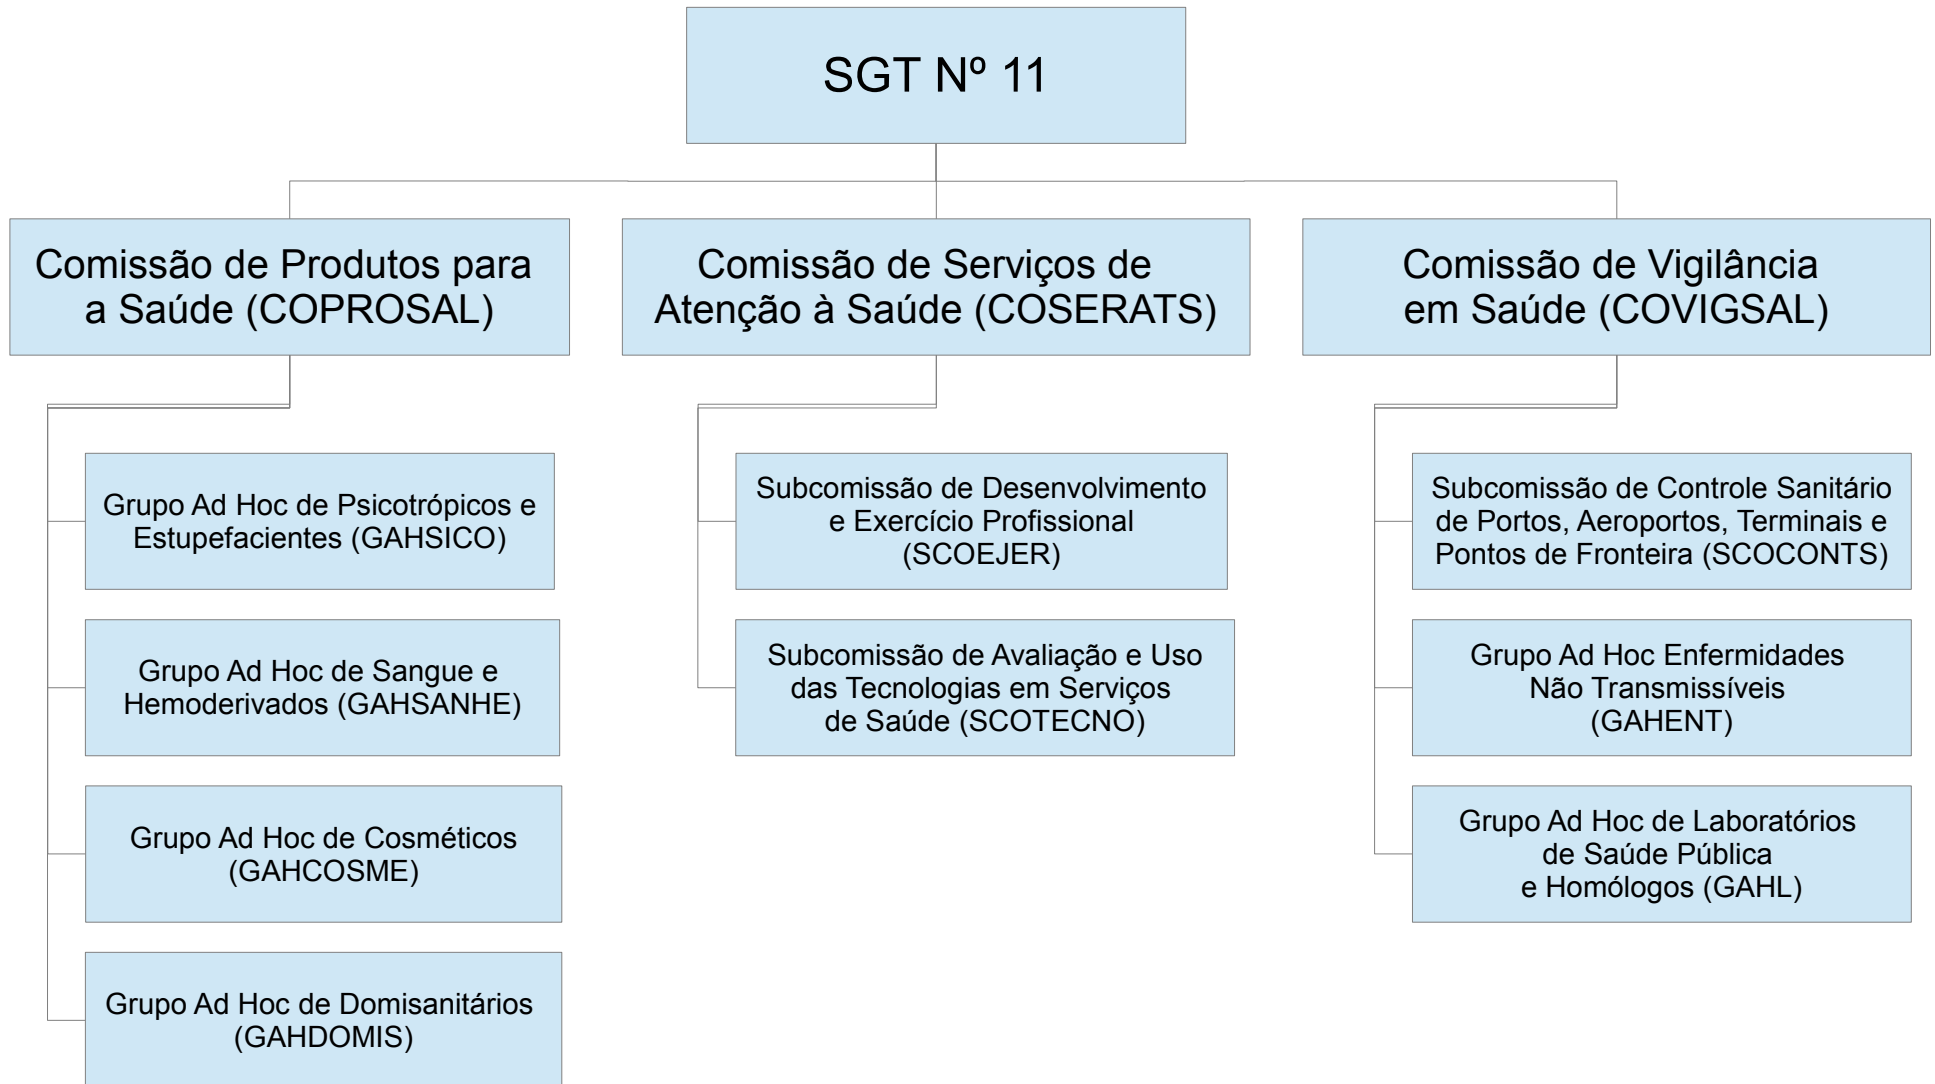 SGT Nº 11
Comissão de Produtos para
a Saúde (COPROSAL)
Comissão de Serviços de
Atenção à Saúde (COSERATS)
Comissão de Vigilância
em Saúde (COVIGSAL)
Grupo Ad Hoc de Psicotrópicos e
Estupefacientes (GAHSICO)
Grupo Ad Hoc de Sangue e
Hemoderivados (GAHSANHE)
Grupo Ad Hoc de Cosméticos
(GAHCOSME)
Grupo Ad Hoc de Domisanitários
(GAHDOMIS)
Subcomissão de Desenvolvimento
e Exercício Profissional
(SCOEJER)
Subcomissão de Avaliação e Uso
das Tecnologias em Serviços
de Saúde (SCOTECNO)
Subcomissão de Controle Sanitário
de Portos, Aeroportos, Terminais e
Pontos de Fronteira (SCOCONTS)
Grupo Ad Hoc Enfermidades
Não Transmissíveis
(GAHENT)
Grupo Ad Hoc de Laboratórios
de Saúde Pública
e Homólogos (GAHL)